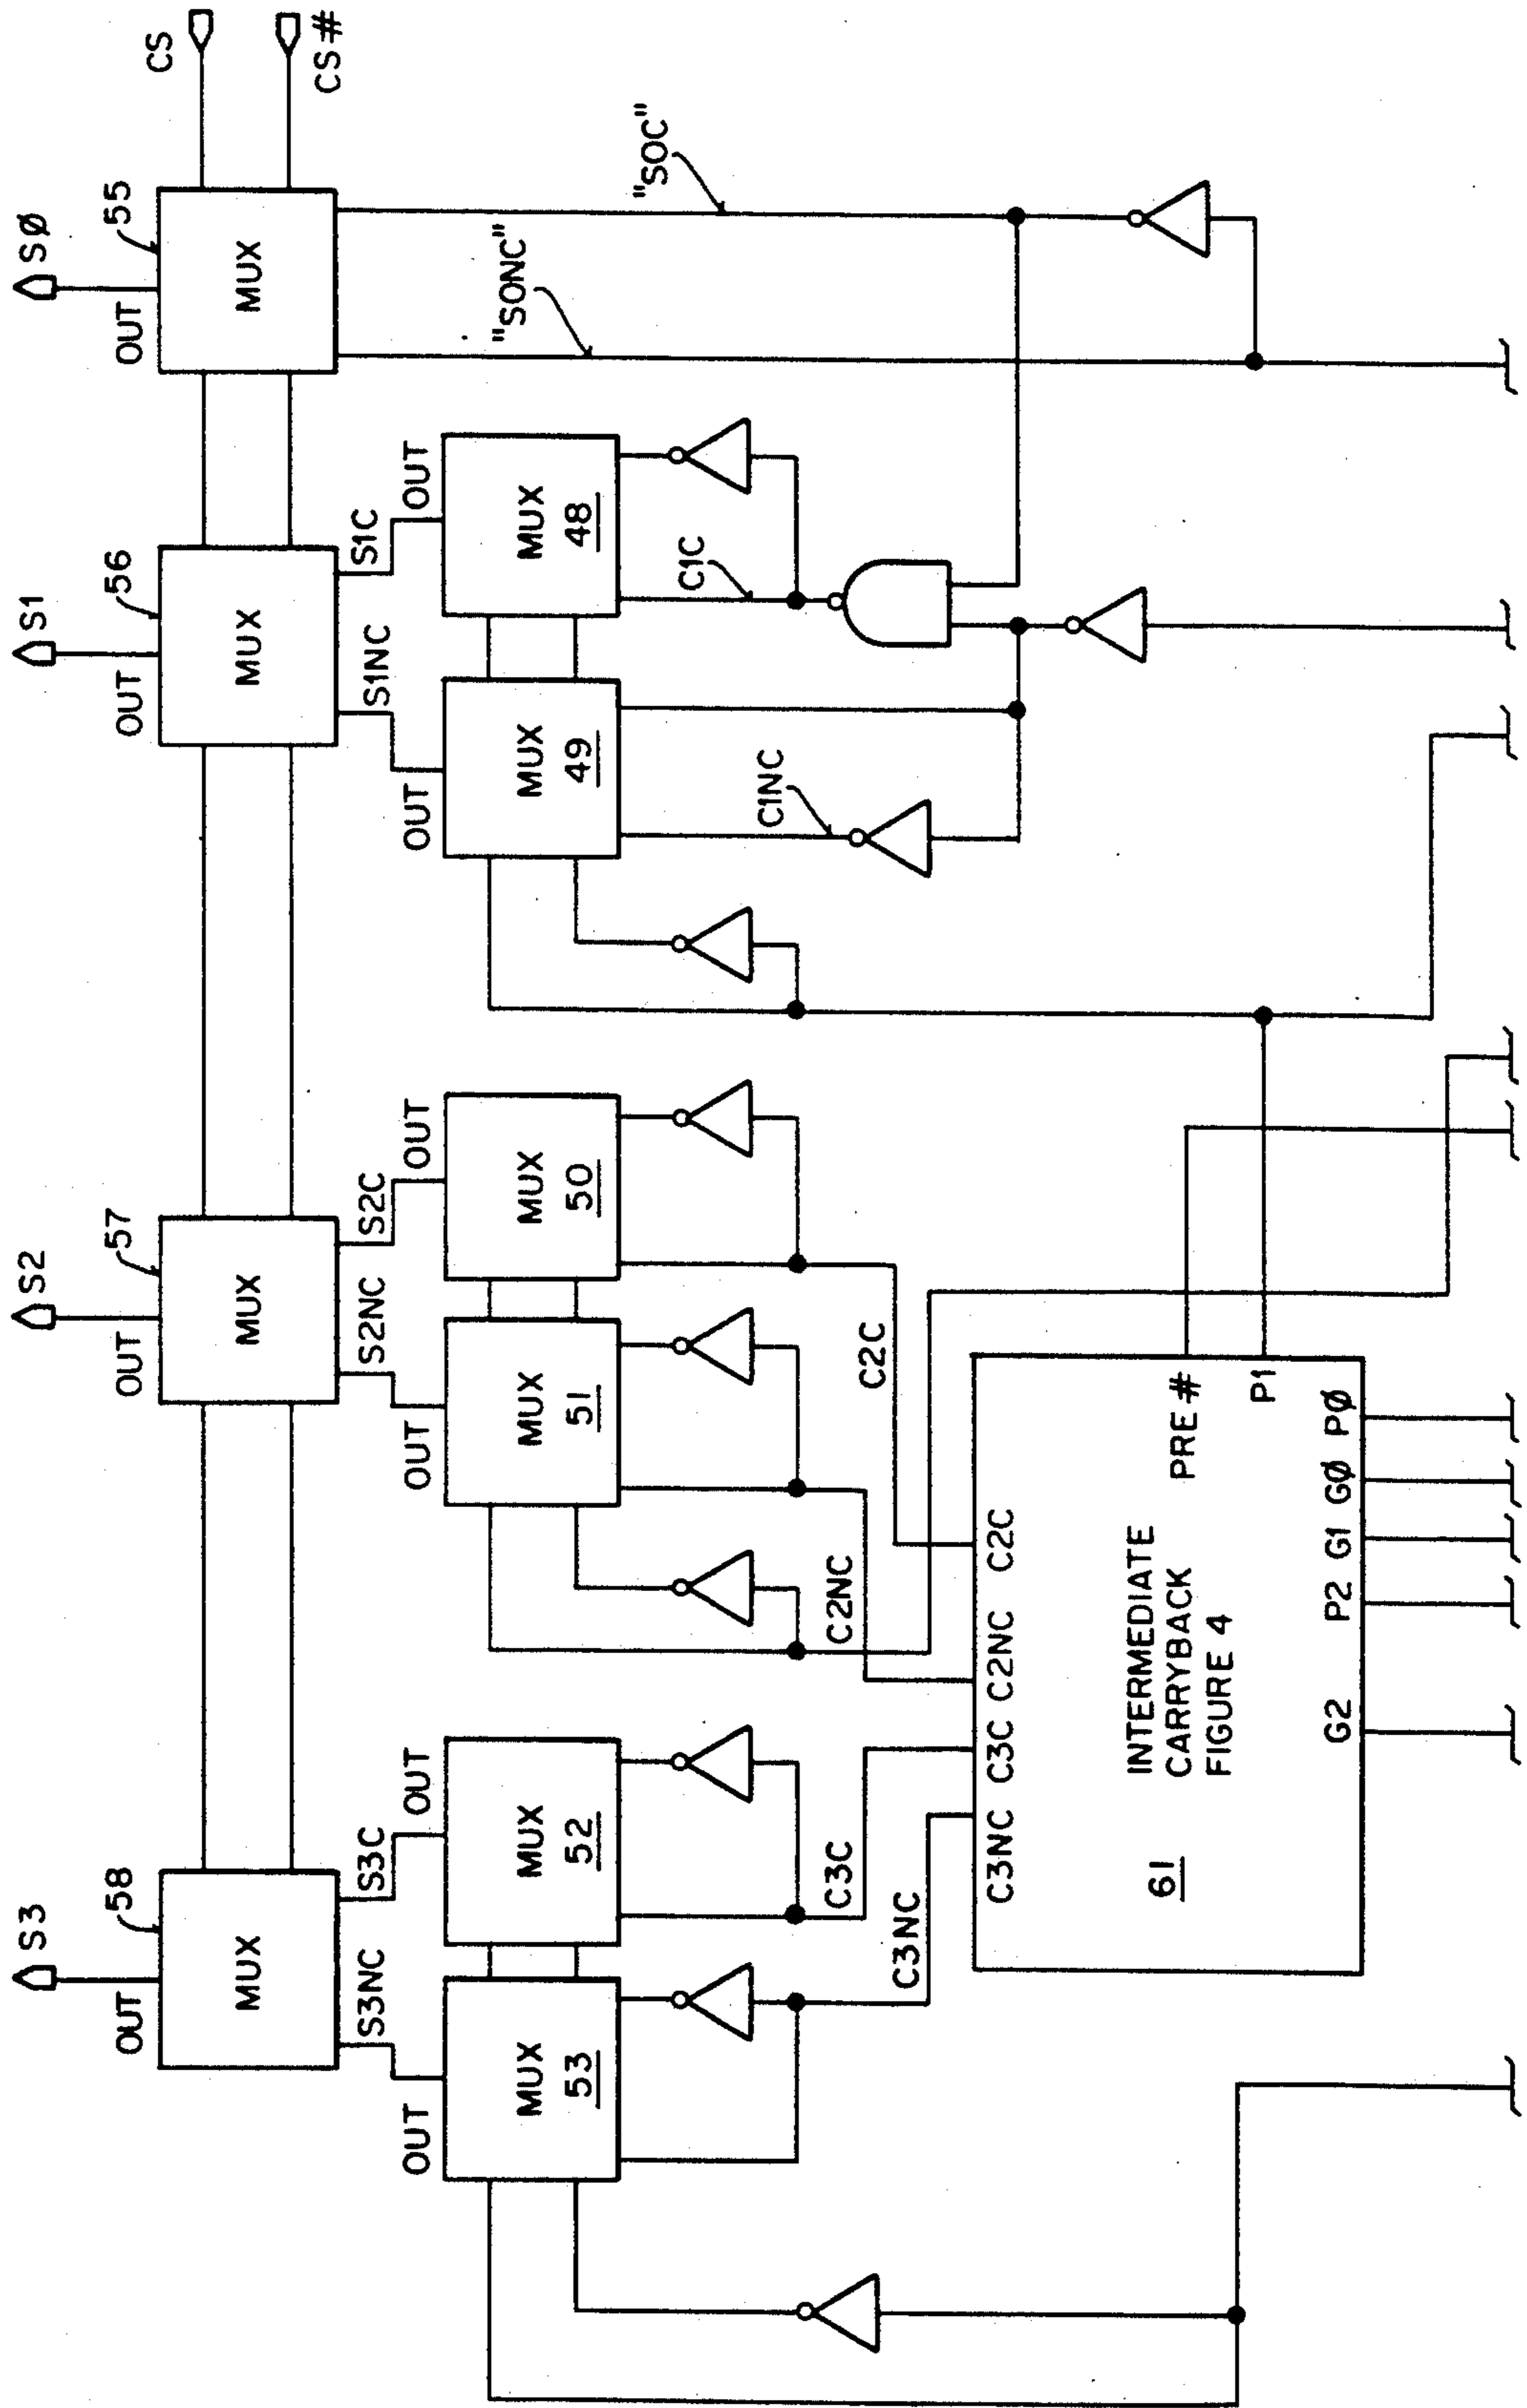 S3
S2
S1
SØ
58
57
56
55
OUT
OUT
OUT
OUT
MUX
MUX
MUX
MUX
CS
CS#
S3NC
S3C
S2NC
S2C
S1NC
S1C
OUT
OUT
OUT
OUT
OUT
OUT
MUX
53
MUX
52
MUX
51
MUX
50
MUX
49
MUX
48
"SONC"
"SOC"
C1NC
C1C
C3NC
C3C
C2NC
C2C
C3NC
C3C
C2NC
C2C
61
INTERMEDIATE
CARRYBACK
FIGURE 4
PRE#
P1
G2
P2
G1
GØ
PØ